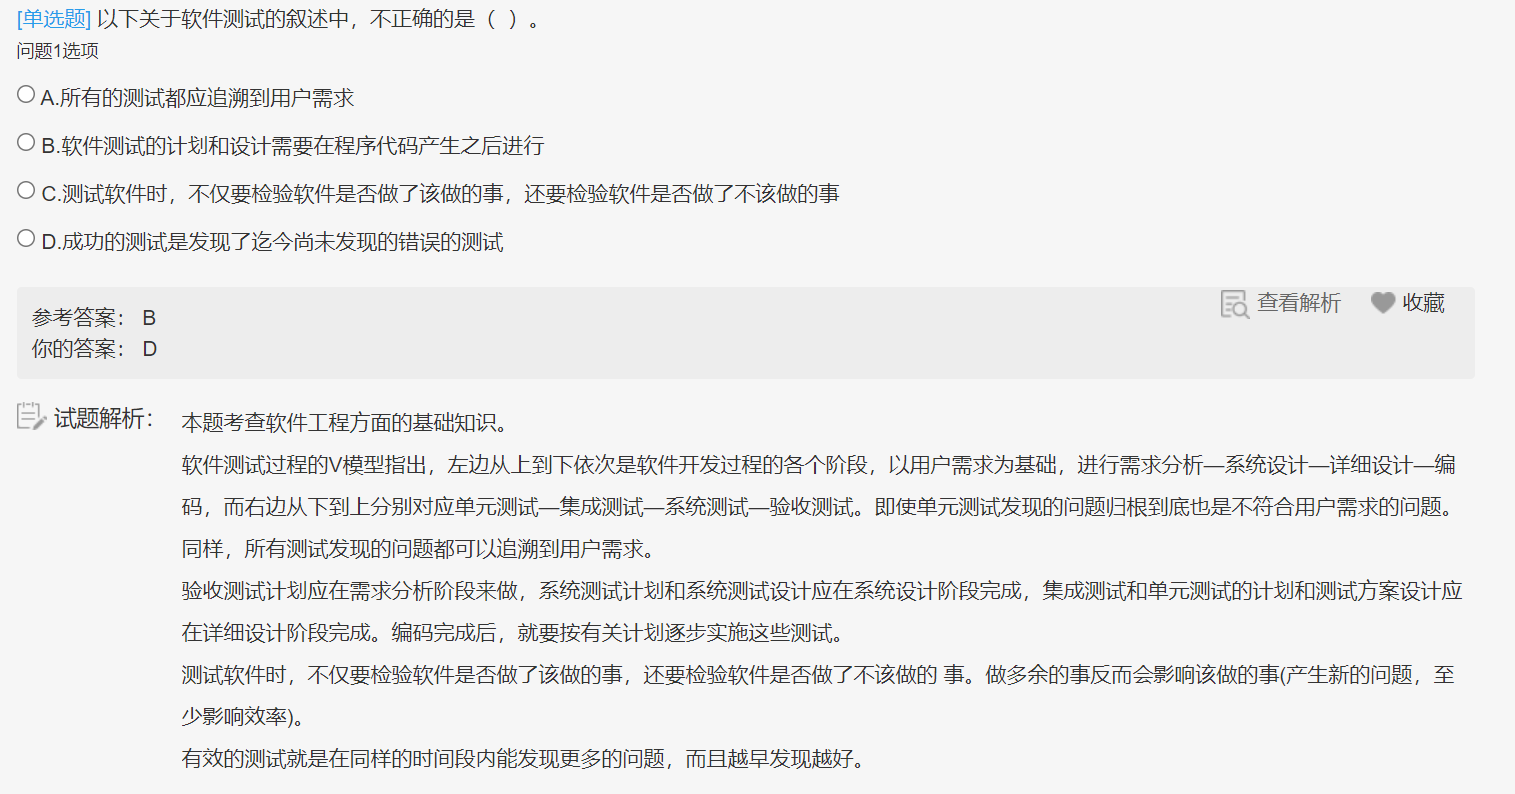 [单选题] 以下关于软件测试的叙述中，不正确的是（  ）。
问题1选项
A.所有的测试都应追溯到用户需求
B.软件测试的计划和设计需要在程序代码产生之后进行
C.测试软件时，不仅要检验软件是否做了该做的事，还要检验软件是否做了不该做的事
D.成功的测试是发现了迄今尚未发现的错误的测试
查看解析 收藏
参考答案： B
你的答案： D
试题解析： 本题考查软件工程方面的基础知识。
软件测试过程的V模型指出，左边从上到下依次是软件开发过程的各个阶段，以用户需求为基础，进行需求分析—系统设计—详细设计—编
码，而右边从下到上分别对应单元测试—集成测试—系统测试—验收测试。即使单元测试发现的问题归根到底也是不符合用户需求的问题。
同样，所有测试发现的问题都可以追溯到用户需求。
验收测试计划应在需求分析阶段来做，系统测试计划和系统测试设计应在系统设计阶段完成，集成测试和单元测试的计划和测试方案设计应
在详细设计阶段完成。编码完成后，就要按有关计划逐步实施这些测试。
测试软件时，不仅要检验软件是否做了该做的事，还要检验软件是否做了不该做的 事。做多余的事反而会影响该做的事(产生新的问题，至
少影响效率)。
有效的测试就是在同样的时间段内能发现更多的问题，而且越早发现越好。